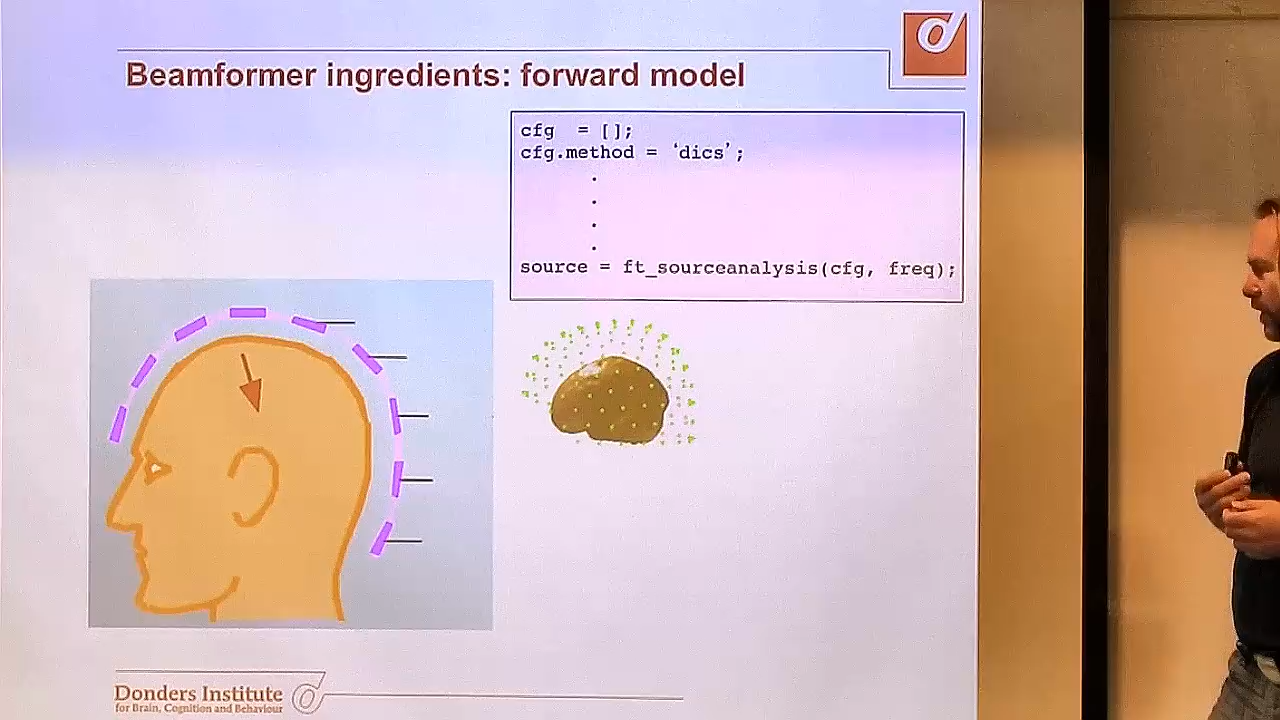 Beamformer ingredients: forward model
cfg = [];
cfg.method = ‘dics’;
.
.
.
.
source = ft_sourceanalysis(cfg, freq);
Donders Institute
for Brain, Cognition and Behaviour